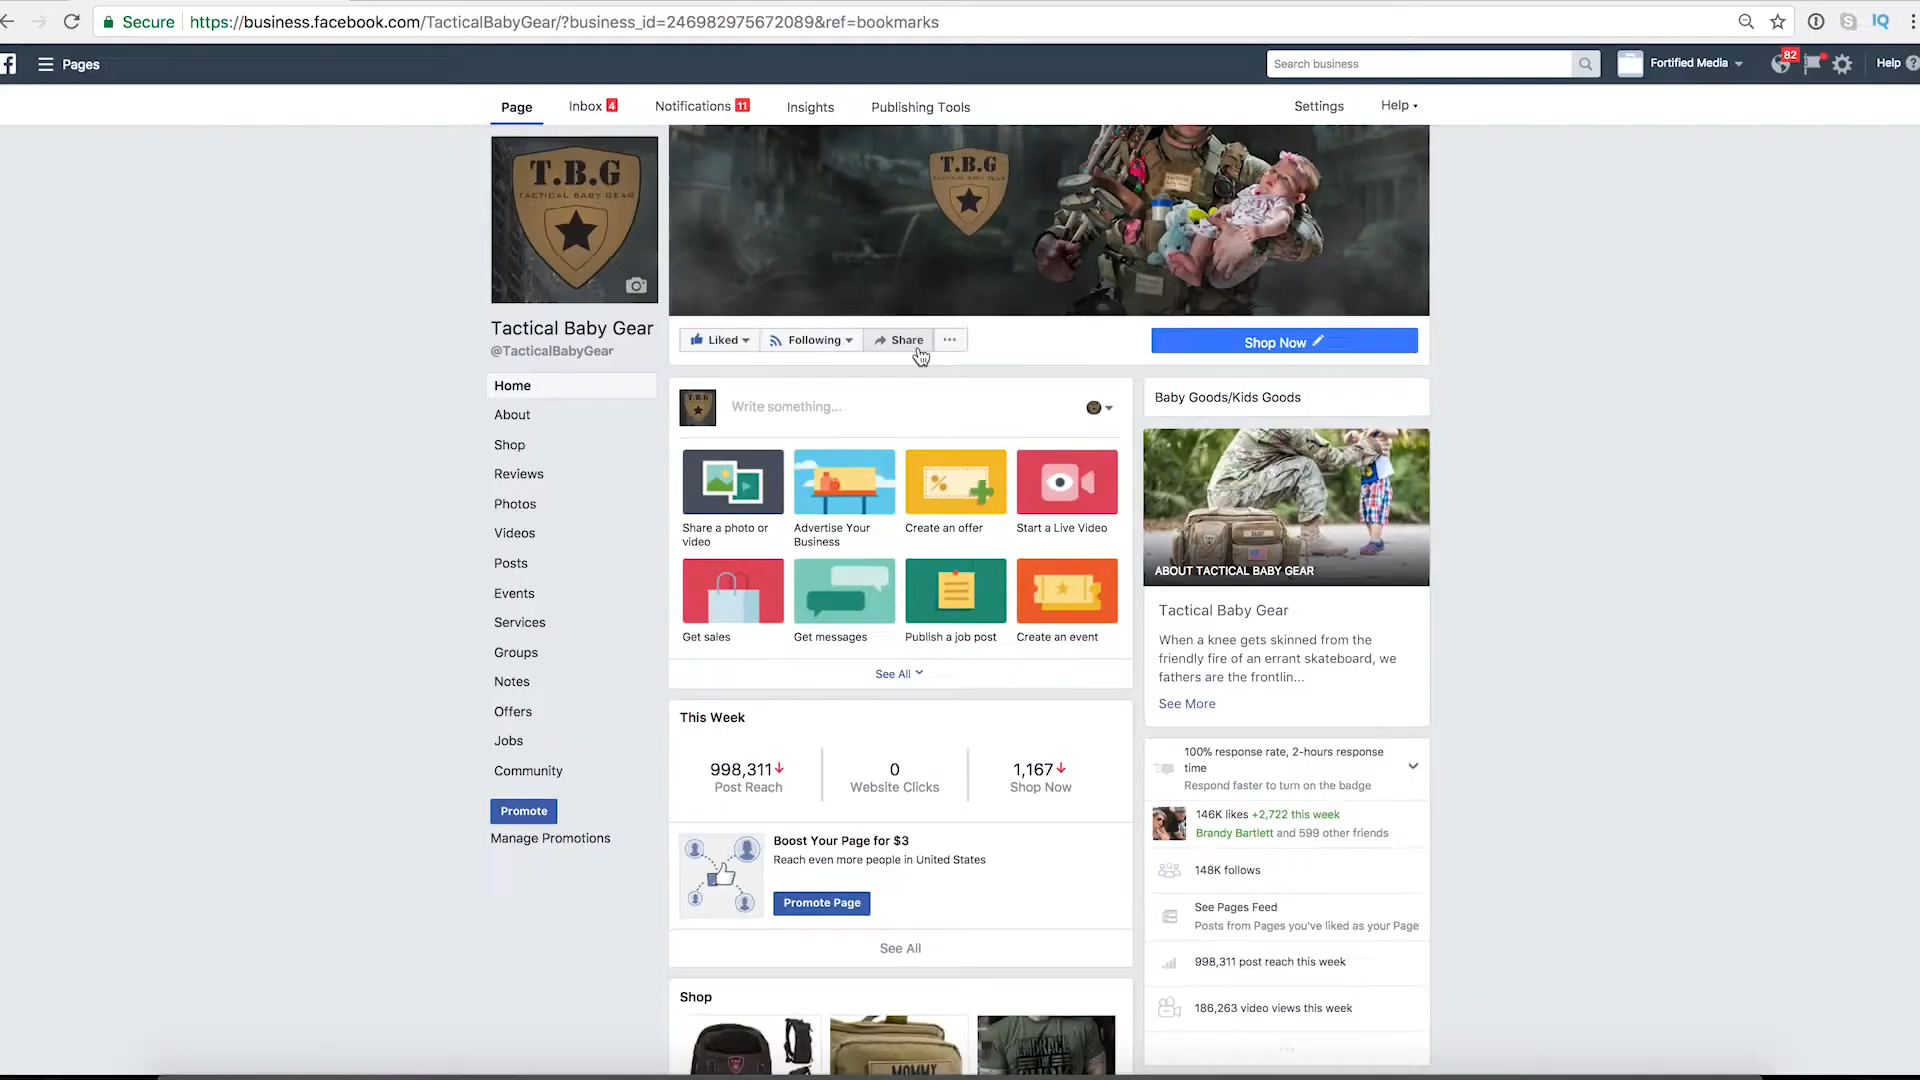 Secure https://business.facebook.com/TacticalBabyGear/?business_id=246982975672089&ref=bookmarks
IQ
Pages
Search business
Fortified Media
82
Help
Page
Inbox 4
Notifications 11
Insights
Publishing Tools
Settings
Help
T.B.G
TACTICAL BABY GEAR
T.B.G
TACTICAL BABY GEAR
Tactical Baby Gear
@TacticalBabyGear
Liked
Following
Share
...
Shop Now
Home
About
Shop
Reviews
Photos
Videos
Posts
Events
Services
Groups
Notes
Offers
Jobs
Community
Promote
Manage Promotions
T.B.G
Write something...
Share a photo or
video
Advertise Your
Business
Create an offer
Start a Live Video
Get sales
Get messages
Publish a job post
Create an event
See All
This Week
998,311
Post Reach
0
Website Clicks
1,167
Shop Now
Boost Your Page for $3
Reach even more people in United States
Promote Page
See All
Shop
MOMMY
EMBRACE
Baby Goods/Kids Goods
DADDY
ABOUT TACTICAL BABY GEAR
Tactical Baby Gear
When a knee gets skinned from the
friendly fire of an errant skateboard, we
fathers are the frontlin...
See More
100% response rate, 2-hours response
time
Respond faster to turn on the badge
146K likes +2,722 this week
Brandy Bartlett and 599 other friends
148K follows
See Pages Feed
Posts from Pages you've liked as your Page
998,311 post reach this week
186,263 video views this week